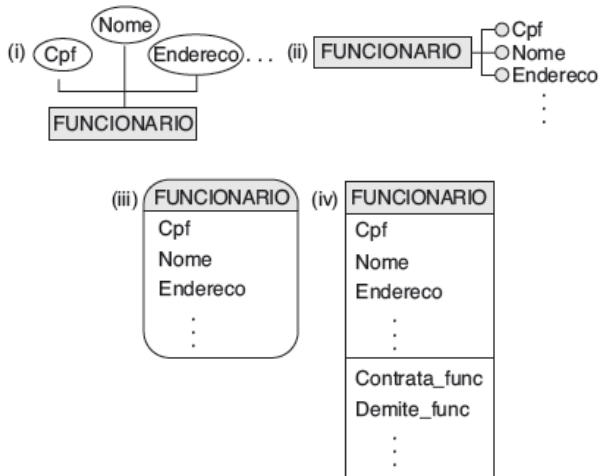 (i) Cpf Nome Endereco . . .
FUNCIONARIO
(ii) FUNCIONARIO Cpf
Nome
Endereco
(iii) FUNCIONARIO
Cpf
Nome
Endereco
(iv) FUNCIONARIO
Cpf
Nome
Endereco
Contrata_func
Demite_func